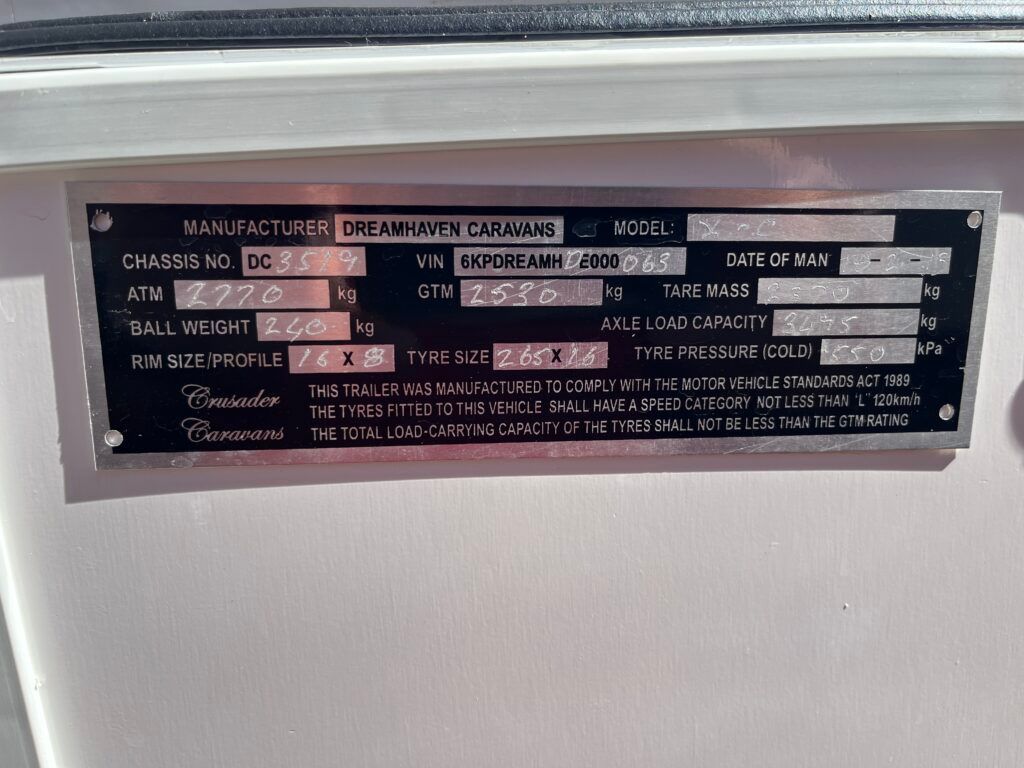 MANUFACTURER DREAMHAVEN CARAVANS MODEL:
CHASSIS NO. DC 3519 VIN 6KPDREAMH E000063 DATE OF MAN
ATM 2770 kg GTM 2530 kg TARE MASS kg
BALL WEIGHT 240 kg AXLE LOAD CAPACITY kg
RIM SIZE/PROFILE 16 X 8 TYRE SIZE 265 X 16 TYRE PRESSURE (COLD) 550 kPa
Crusader THIS TRAILER WAS MANUFACTURED TO COMPLY WITH THE MOTOR VEHICLE STANDARDS ACT 1989
THE TYRES FITTED TO THIS VEHICLE SHALL HAVE A SPEED CATEGORY NOT LESS THAN 'L' 120km/h
Caravans THE TOTAL LOAD-CARRYING CAPACITY OF THE TYRES SHALL NOT BE LESS THAN THE GTM RATING